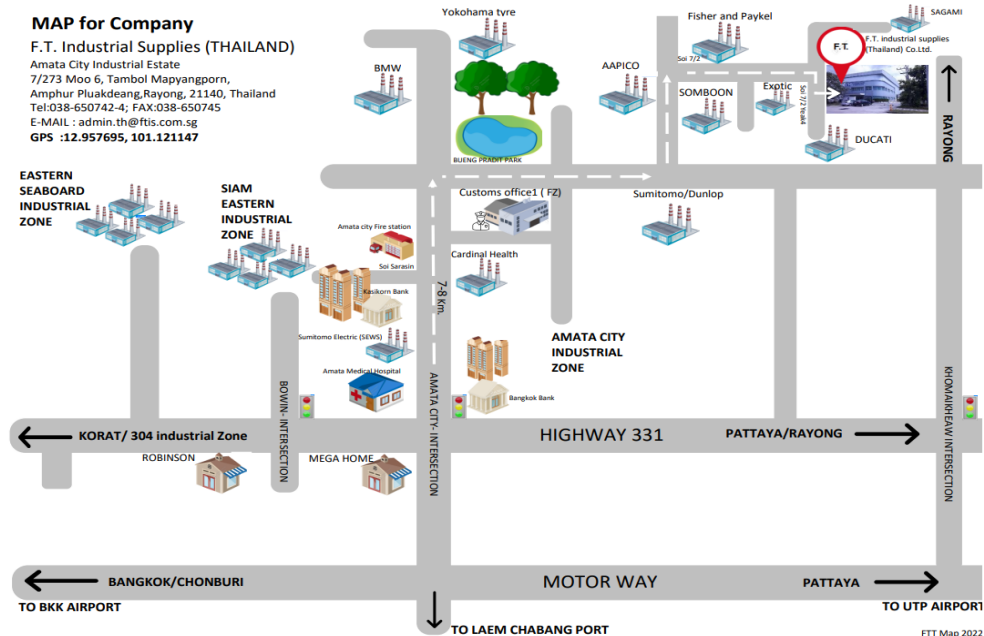 MAP for Company
F.T. Industrial Supplies (THAILAND)
Amata City Industrial Estate
7/273 Moo 6, Tambol Mapyangporn,
Amphur Pluakdeang,Rayong, 21140, Thailand
Tel:038-650742-4; FAX:038-650745
E-MAIL : admin.th@ftis.com.sg
GPS :12.957695, 101.121147
Yokohama tyre
BMW
BUENG PRADIT PARK
Fisher and Paykel
SAGAMI
F.T.
F.T. industrial supplies
(Thailand) Co.Ltd.
Soi 7/2
AAPICO
SOMBOON
Exotic
Soi 7/2 Yeak4
DUCATI
RAYONG
EASTERN
SEABOARD
INDUSTRIAL
ZONE
SIAM
EASTERN
INDUSTRIAL
ZONE
Customs office1 ( FZ)
Sumitomo/Dunlop
Amata city Fire station
Soi Sarasin
Cardinal Health
Kasikorn Bank
7-8 Km.
Sumitomo Electric (SEWS)
Amata Medical Hospital
AMATA CITY
INDUSTRIAL
ZONE
Bangkok Bank
BOWIN- INTERSECTION
AMATA CITY- INTERSECTION
KHOMAKHEAW INTERSECTION
KORAT/ 304 industrial Zone
HIGHWAY 331
PATTAYA/RAYONG
ROBINSON
MEGA HOME
BANGKOK/CHONBURI
MOTOR WAY
PATTAYA
TO BKK AIRPORT
TO UTP AIRPORT
TO LAEM CHABANG PORT
FTT Map 2022